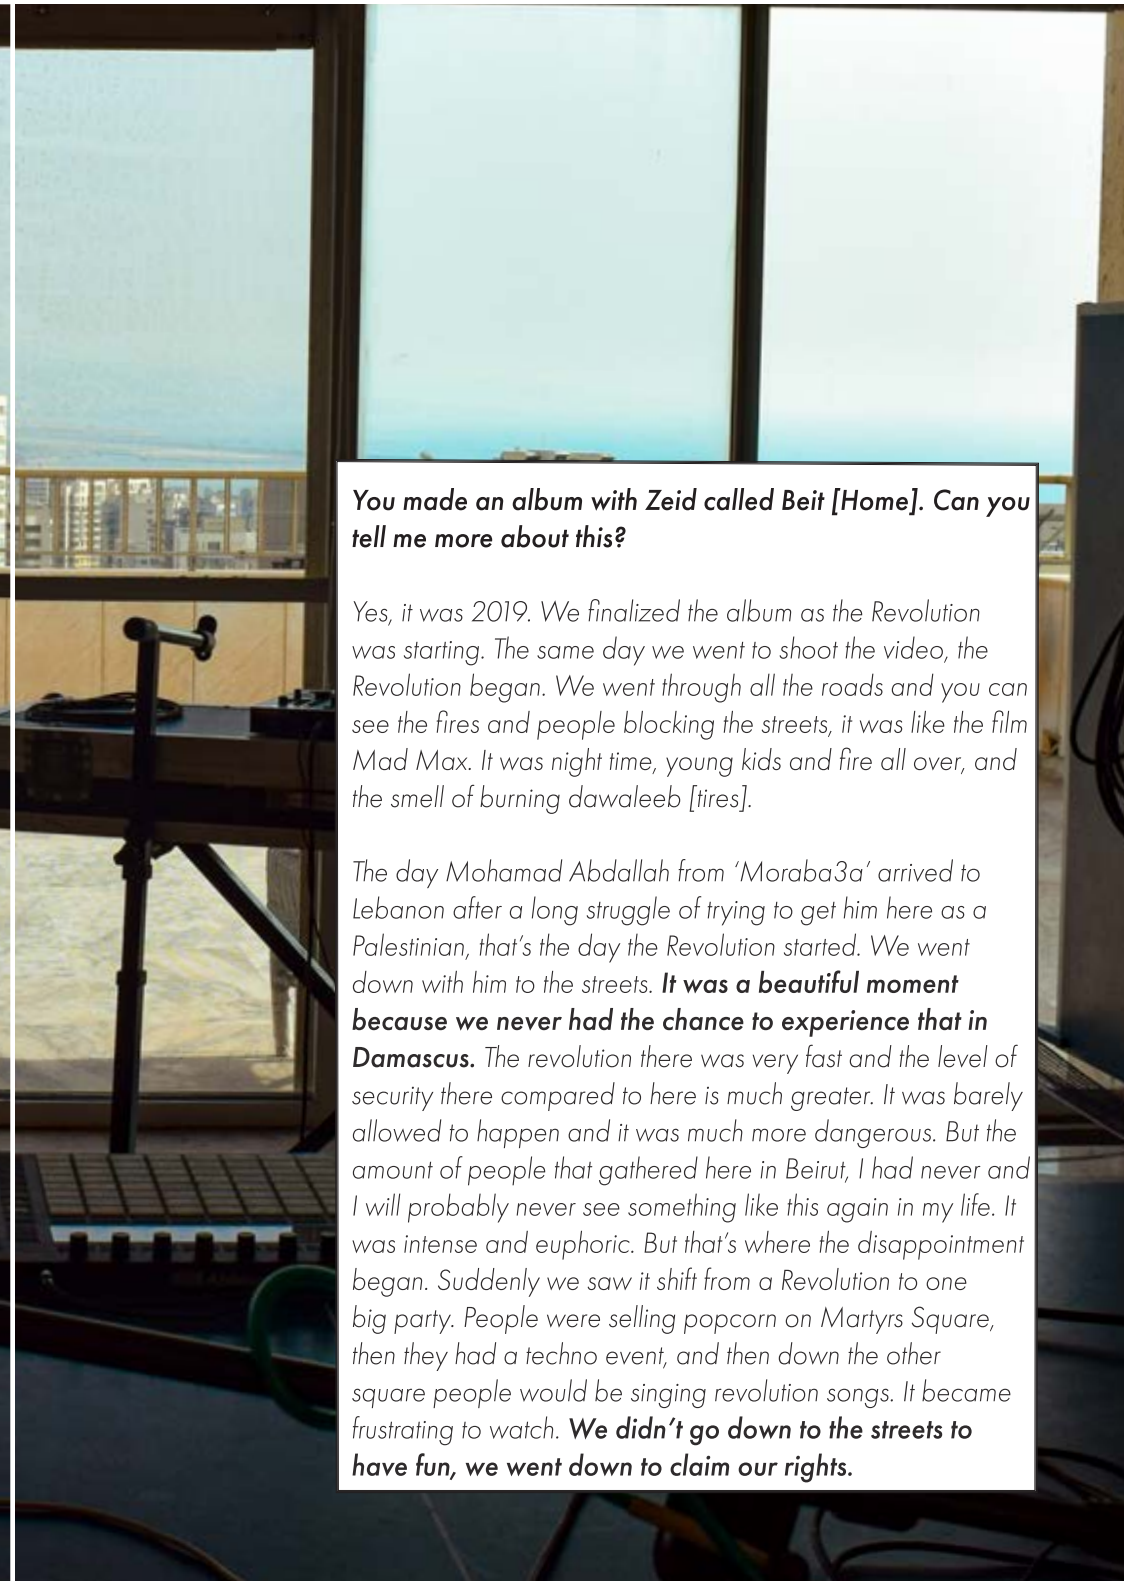 You made an album with Zeid called Beit [Home]. Can you
tell me more about this?
Yes, it was 2019. We finalized the album as the Revolution
was starting. The same day we went to shoot the video, the
Revolution began. We went through all the roads and you can
see the fires and people blocking the streets, it was like the film
Mad Max. It was night time, young kids and fire all over, and
the smell of burning dawaleeb [tires].
The day Mohamad Abdallah from ‘Moraba3a’ arrived to
Lebanon after a long struggle of trying to get him here as a
Palestinian, that’s the day the Revolution started. We went
down with him to the streets. It was a beautiful moment
because we never had the chance to experience that in
Damascus. The revolution there was very fast and the level of
security there compared to here is much greater. It was barely
allowed to happen and it was much more dangerous. But the
amount of people that gathered here in Beirut, I had never and
I will probably never see something like this again in my life. It
was intense and euphoric. But that’s where the disappointment
began. Suddenly we saw it shift from a Revolution to one
big party. People were selling popcorn on Martyrs Square,
then they had a techno event, and then down the other
square people would be singing revolution songs. It became
frustrating to watch. We didn’t go down to the streets to
have fun, we went down to claim our rights.